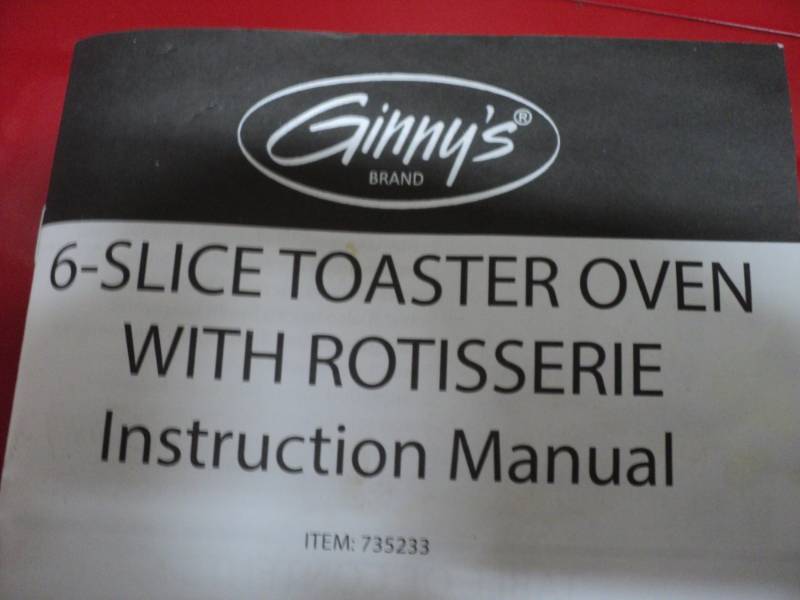 Ginny's®
BRAND
6-SLICE TOASTER OVEN
WITH ROTISSERIE
Instruction Manual
ITEM: 735233